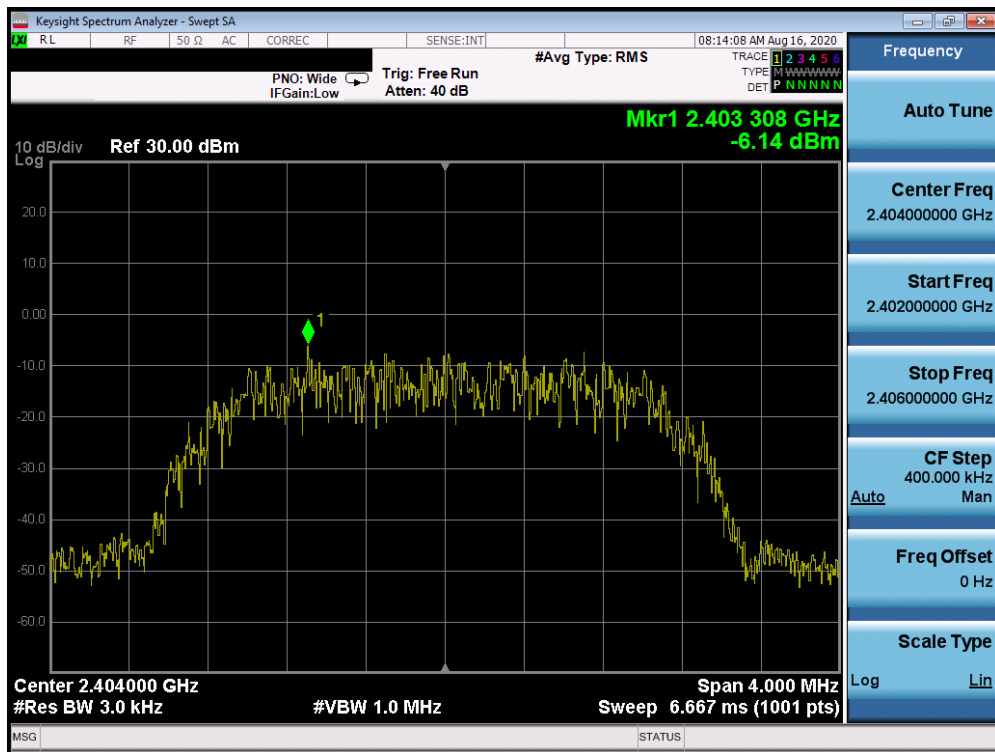 Keysight Spectrum Analyzer - Swept SA
LXI RL RF 50 Ω AC CORREC SENSE:INT 08:14:08 AM Aug 16, 2020
#Avg Type: RMS TRACE 1 2 3 4 5 6
PNO: Wide Trig: Free Run TYPE M WWWWW
IFGain:Low Atten: 40 dB DET P N N N N N
Mkr1 2.403 308 GHz
-6.14 dBm
10 dB/div Ref 30.00 dBm
Log
20.0
10.0
0.00
1
-10.0
-20.0
-30.0
-40.0
-50.0
-60.0
Center 2.404000 GHz Span 4.000 MHz
#Res BW 3.0 kHz #VBW 1.0 MHz Sweep 6.667 ms (1001 pts)
MSG STATUS
Frequency
Auto Tune
Center Freq
2.404000000 GHz
Start Freq
2.402000000 GHz
Stop Freq
2.406000000 GHz
CF Step
400.000 kHz
Auto Man
Freq Offset
0 Hz
Scale Type
Log Lin